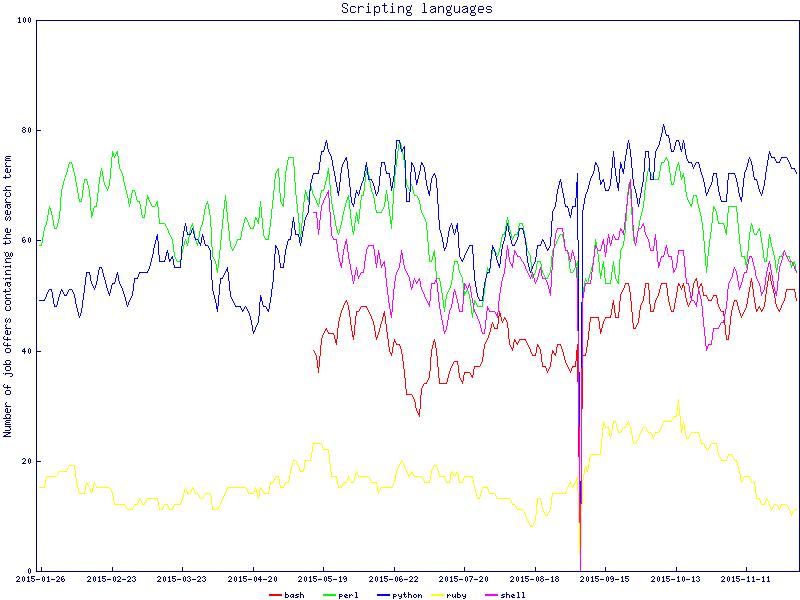 Scripting languages
Number of job offers containing the search term
100
80
60
40
20
0
2015-01-26 2015-02-23 2015-03-23 2015-04-20 2015-05-19 2015-06-22 2015-07-20 2015-08-18 2015-09-15 2015-10-13 2015-11-11
bash perl python ruby shell